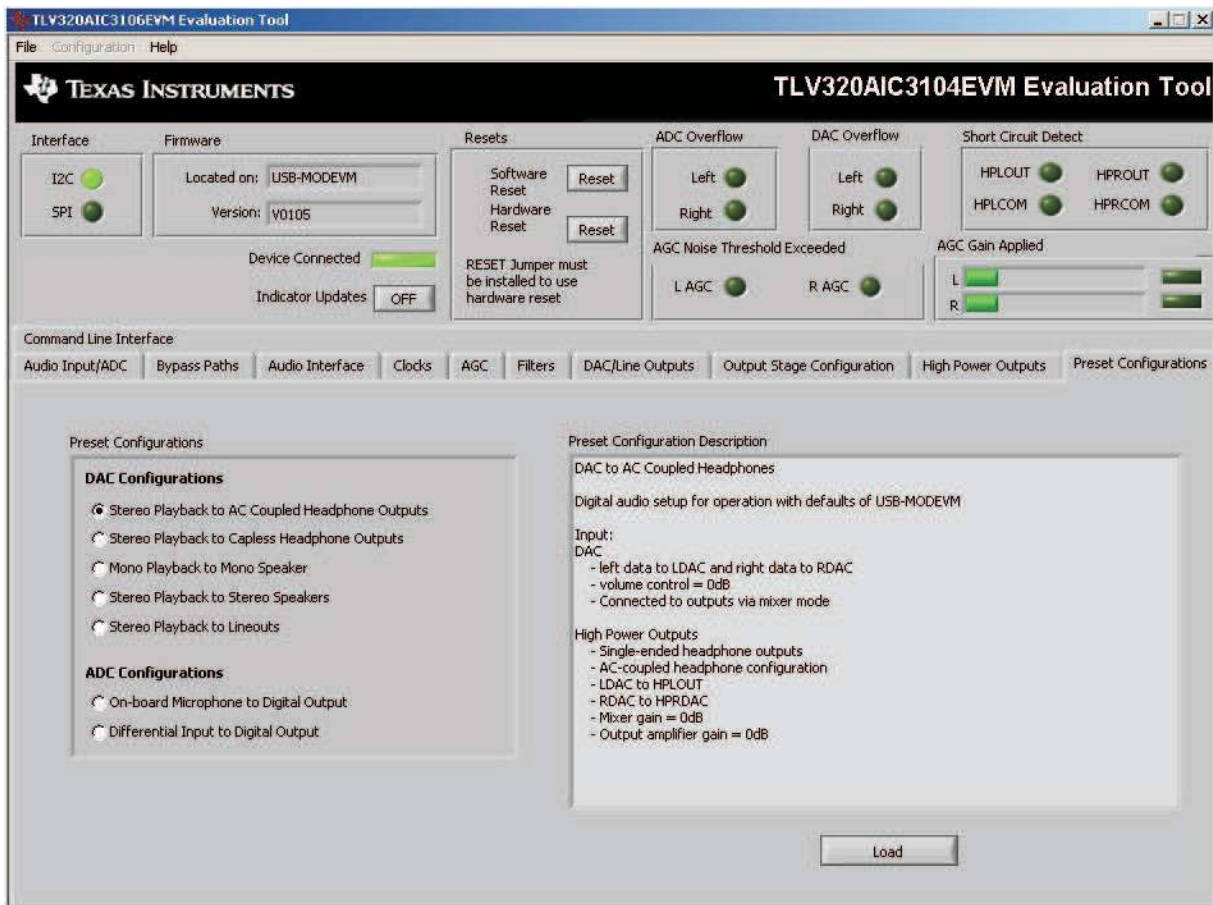 TLV320AIC3106EVM Evaluation Tool
File Configuration Help
TEXAS INSTRUMENTS
TLV320AIC3104EVM Evaluation Tool
Interface
I2C
SPI
Firmware
Located on: USB-MODEVM
Version: V0105
Device Connected
Indicator Updates OFF
Resets
Software
Reset
Reset
Hardware
Reset
Reset
RESET Jumper must
be installed to use
hardware reset
ADC Overflow
Left
Right
DAC Overflow
Left
Right
Short Circuit Detect
HPLOUT HPROUT
HPLCOM HPRCOM
AGC Noise Threshold Exceeded
L AGC R AGC
AGC Gain Applied
L
R
Command Line Interface
Audio Input/ADC Bypass Paths Audio Interface Clocks AGC Filters DAC/Line Outputs Output Stage Configuration High Power Outputs Preset Configurations
Preset Configurations
DAC Configurations
Stereo Playback to AC Coupled Headphone Outputs
Stereo Playback to Capless Headphone Outputs
Mono Playback to Mono Speaker
Stereo Playback to Stereo Speakers
Stereo Playback to Lineouts
ADC Configurations
On-board Microphone to Digital Output
Differential Input to Digital Output
Preset Configuration Description
DAC to AC Coupled Headphones
Digital audio setup for operation with defaults of USB-MODEVM
Input:
DAC
- left data to LDAC and right data to RDAC
- volume control = 0dB
- Connected to outputs via mixer mode
High Power Outputs
- Single-ended headphone outputs
- AC-coupled headphone configuration
- LDAC to HPLOUT
- RDAC to HPRDAC
- Mixer gain = 0dB
- Output amplifier gain = 0dB
Load